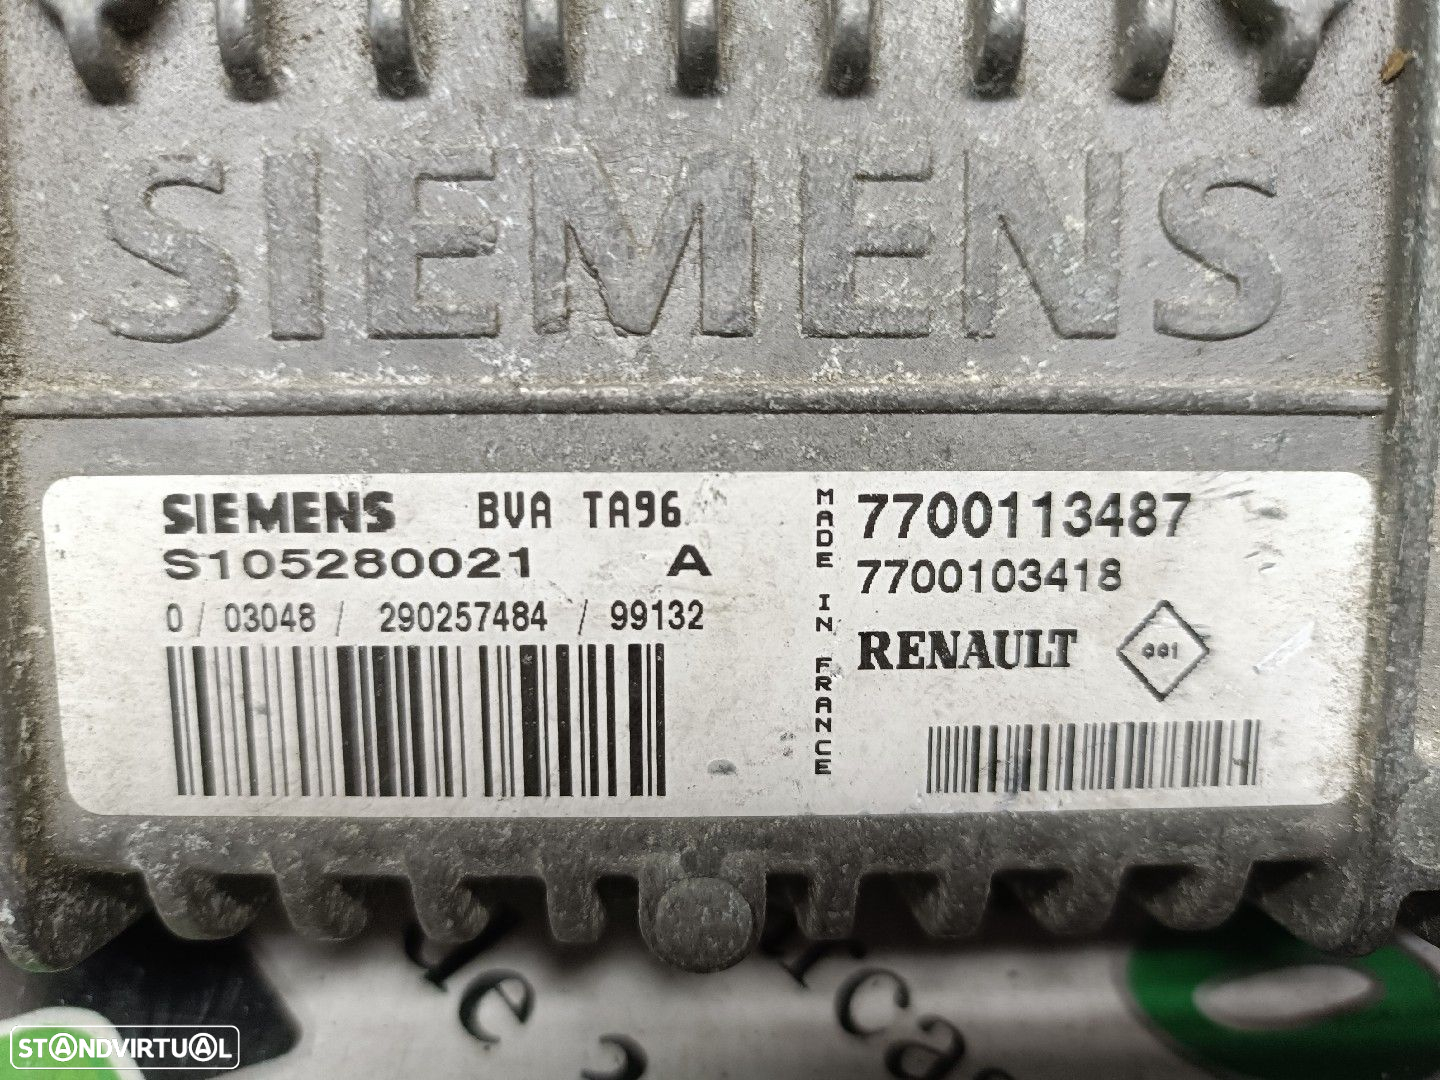 SIEMENS
SIEMENS BVA TA96
S105280021 A
0 / 03048 / 290257484 / 99132
MADE IN FRANCE
7700113487
7700103418
RENAULT
STANDVIRTUAL